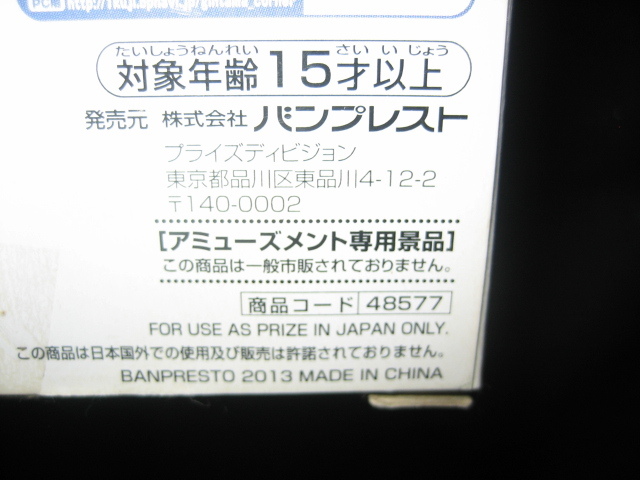 PC用
たいしょうねんれい さいいじょう
対象年齢15才以上
発売元 株式会社 バンプレスト
プライズディビジョン
東京都品川区東品川4-12-2
〒140-0002
[アミューズメント専用景品]
この商品は一般市販されておりません。
商品コード 48577
FOR USE AS PRIZE IN JAPAN ONLY.
この商品は日本国外での使用及び販売は許諾されておりません。
BANPRESTO 2013 MADE IN CHINA